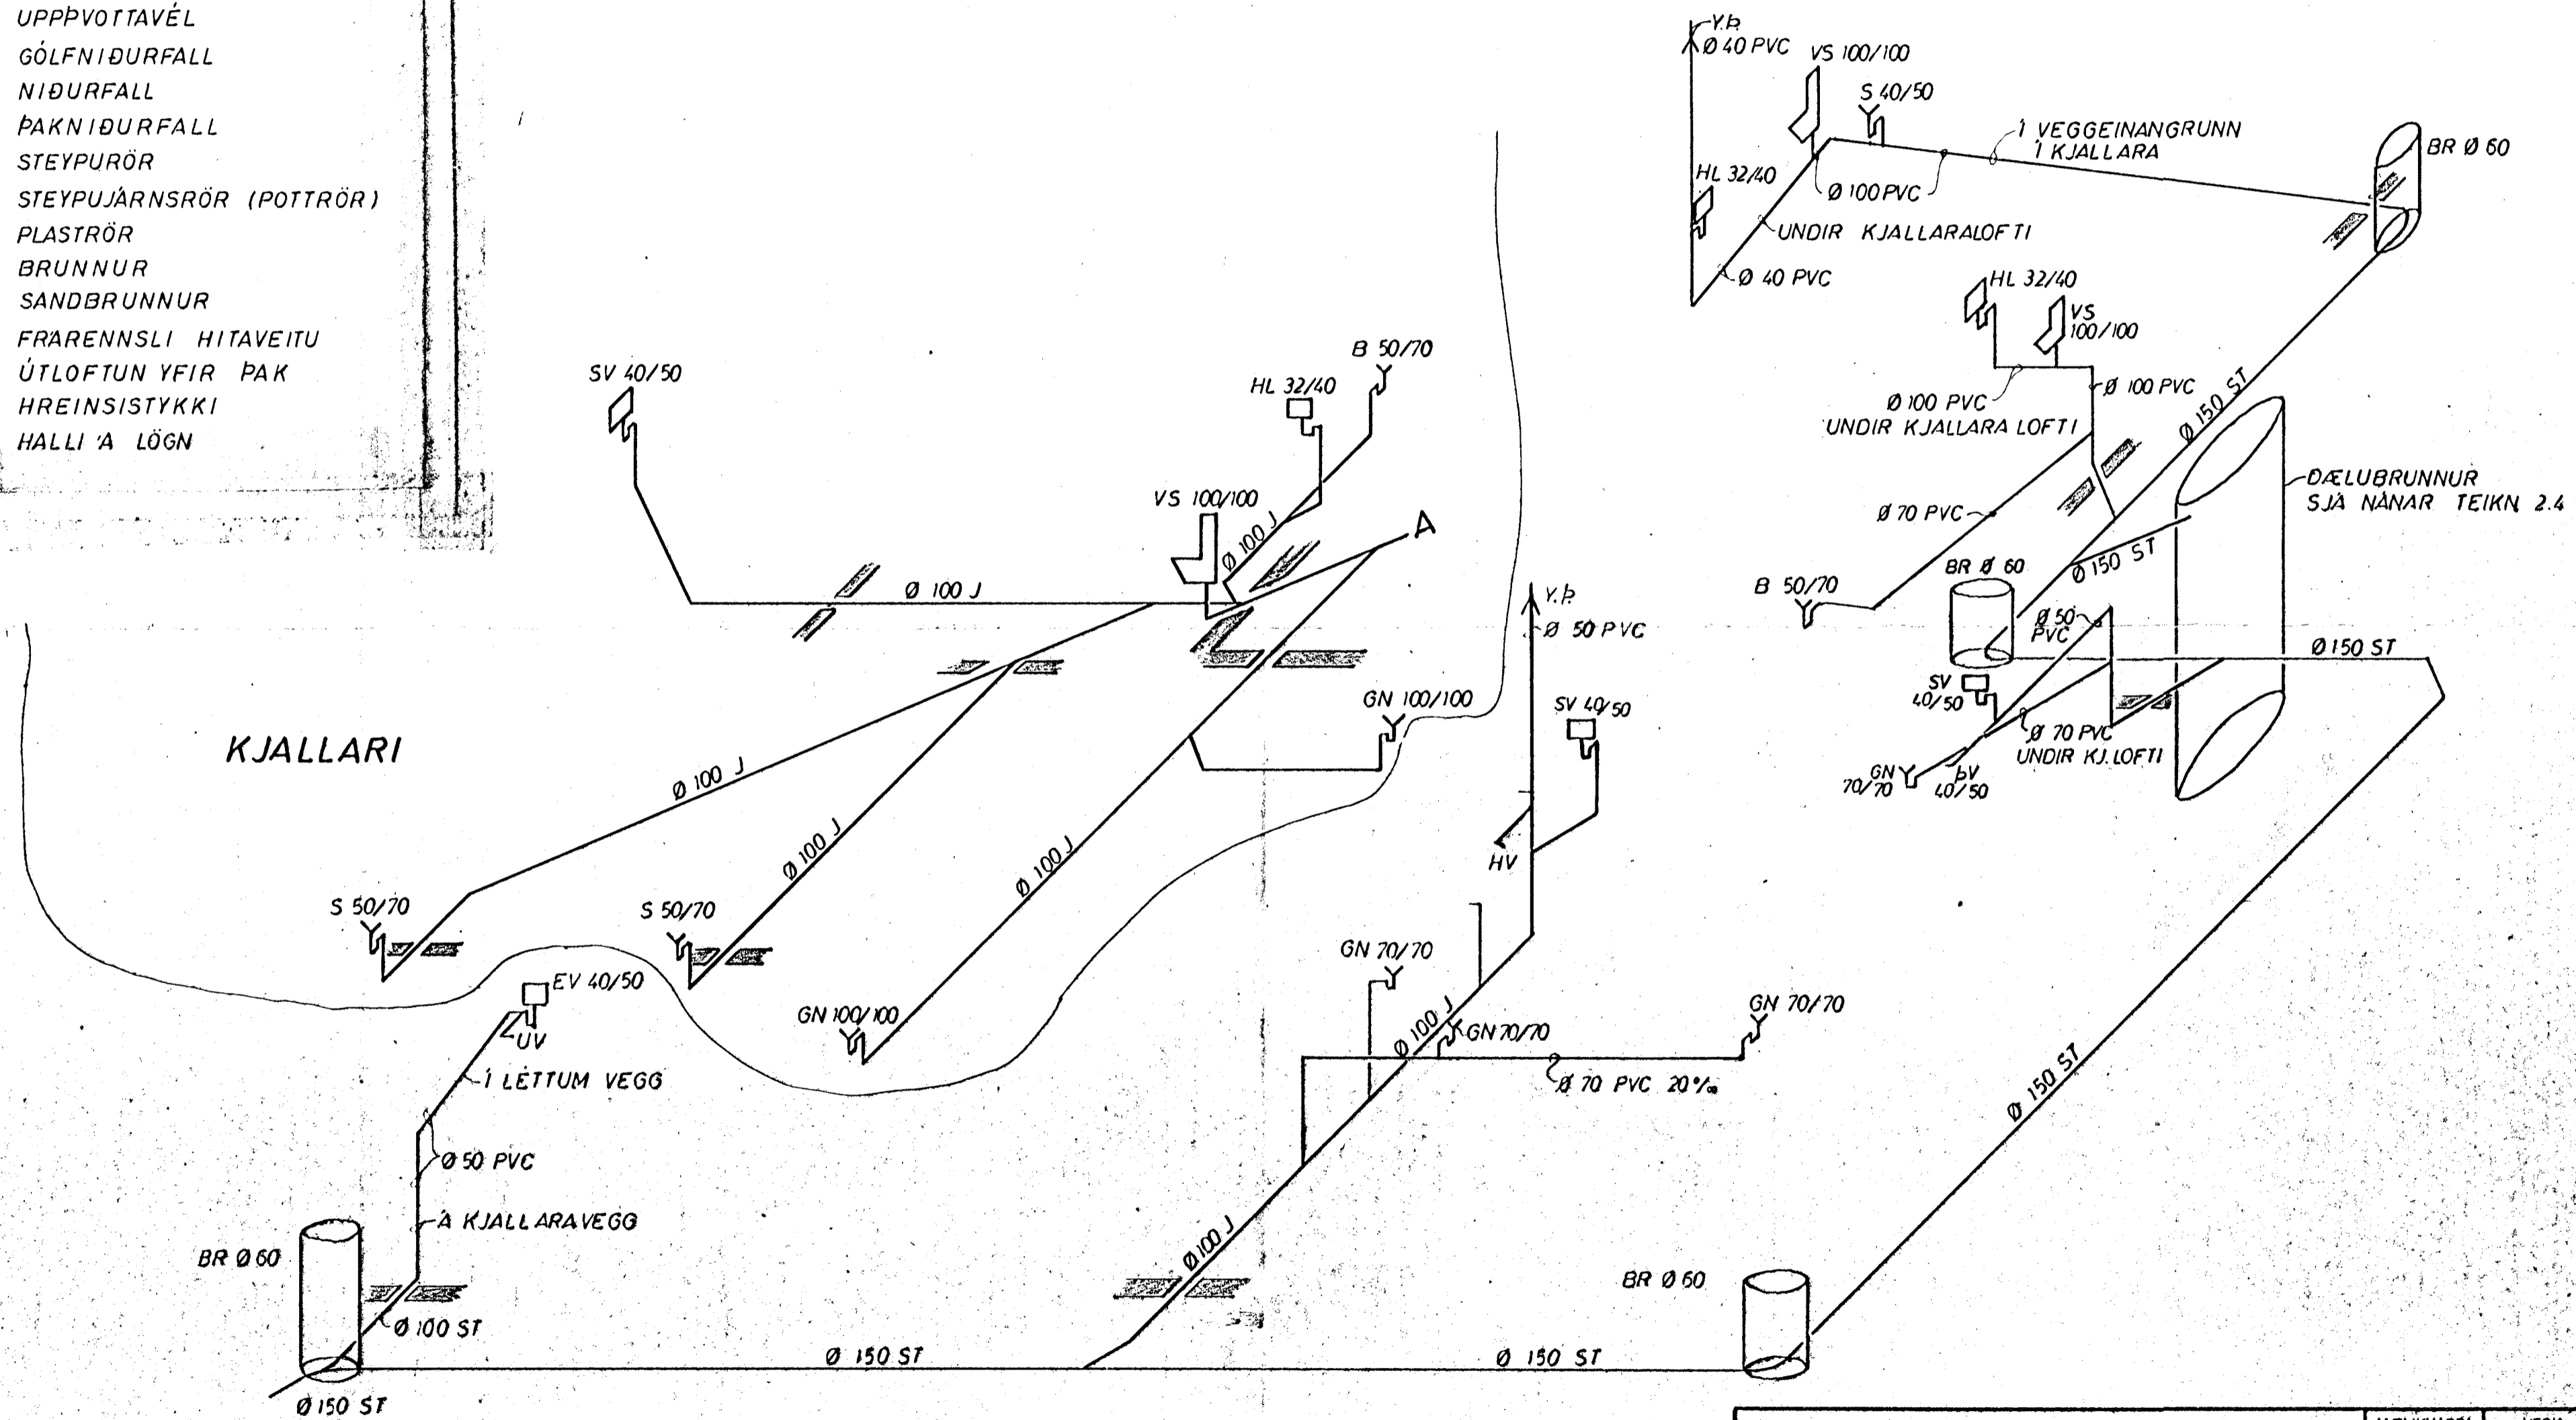 UPPÞVOTTAVÉL
GÓLFNIÐURFALL
NIÐURFALL
ÞAKNIÐURFALL
STEYPURÖR
STEYPUJÁRNSRÖR (POTTRÖR)
PLASTRÖR
BRUNNUR
SANDBRUNNUR
FRÁRENNSLI HITAVEITU
ÚTLOFTUN YFIR ÞAK
HREINSISTYKKI
HALLI Á LÖGN
Y.Þ.
Ø 40 PVC
VS 100/100
S 40/50
Í VEGGEINANGRUNN
Í KJALLARA
BR Ø 60
HL 32/40
Ø 100 PVC
UNDIR KJALLARALOFTI
Ø 40 PVC
HL 32/40
VS
100/100
Ø 100 PVC
Ø 100 PVC
UNDIR KJALLARA LOFTI
Ø 150 ST
DÆLUBRUNNUR
SJÁ NÁNAR TEIKN 2.4
Ø 70 PVC
Ø 150 ST
B 50/70
BR Ø 60
Ø 50
PVC
Ø 150 ST
SV
40/50
Ø 70 PVC
UNDIR KJ. LOFTI
GN
70/70
ÞV
40/50
SV 40/50
B 50/70
HL 32/40
VS 100/100
Ø 100 J
A
Ø 100 J
Y.Þ.
Ø 50 PVC
GN 100/100
SV 40/50
KJALLARI
Ø 100 J
Ø 100 J
Ø 100 J
HV
S 50/70
S 50/70
GN 70/70
EV 40/50
UV
GN 100/100
Ø 100 J
GN 70/70
GN 70/70
Í LÉTTUM VEGG
Ø 70 PVC 20‰
Ø 150 ST
Ø 50 PVC
Á KJALLARAVEGG
BR Ø 60
Ø 100 J
BR Ø 60
Ø 100 ST
Ø 150 ST
Ø 150 ST
Ø 150 ST